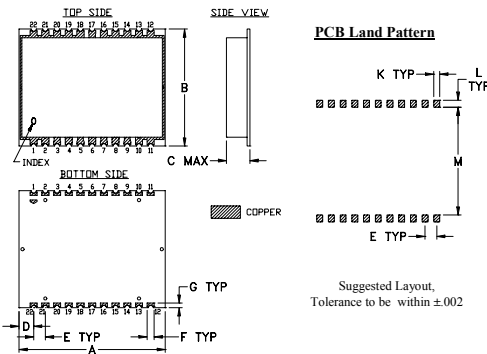 TOP SIDE
22 21 20 19 18 17 16 15 14 13 12
INDEX
1 2 3 4 5 6 7 8 9 10 11
B
SIDE VIEW
C MAX
BOTTOM SIDE
1 2 3 4 5 6 7 8 9 10 11
22 21 20 19 18 17 16 15 14 13 12
COPPER
G TYP
D
E TYP
F TYP
A
PCB Land Pattern
K TYP
L
TYP
M
E TYP
Suggested Layout,
Tolerance to be within ±.002